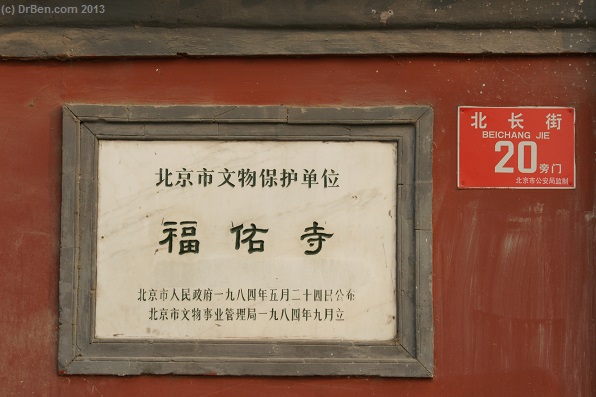 (c) DrBen.com 2013
北京市文物保护单位
福佑寺
北京市人民政府一九八四年五月二十四日公布
北京市文物事业管理局一九八四年九月立
北长街
BEICHANG JIE
20旁门
北京市公安局监制